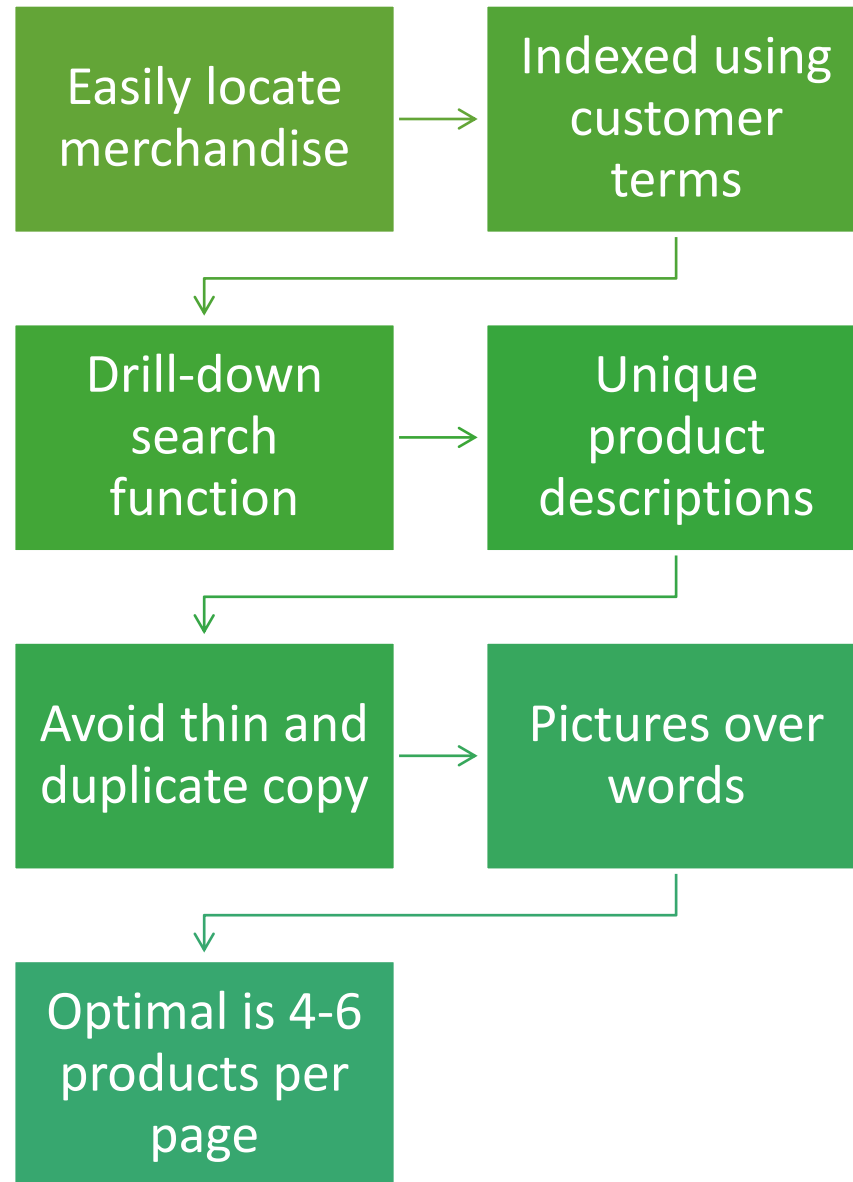 Easily locate
merchandise
Indexed using
customer
terms
Drill-down
search
function
Unique
product
descriptions
Avoid thin and
duplicate copy
Pictures over
words
Optimal is 4-6
products per
page